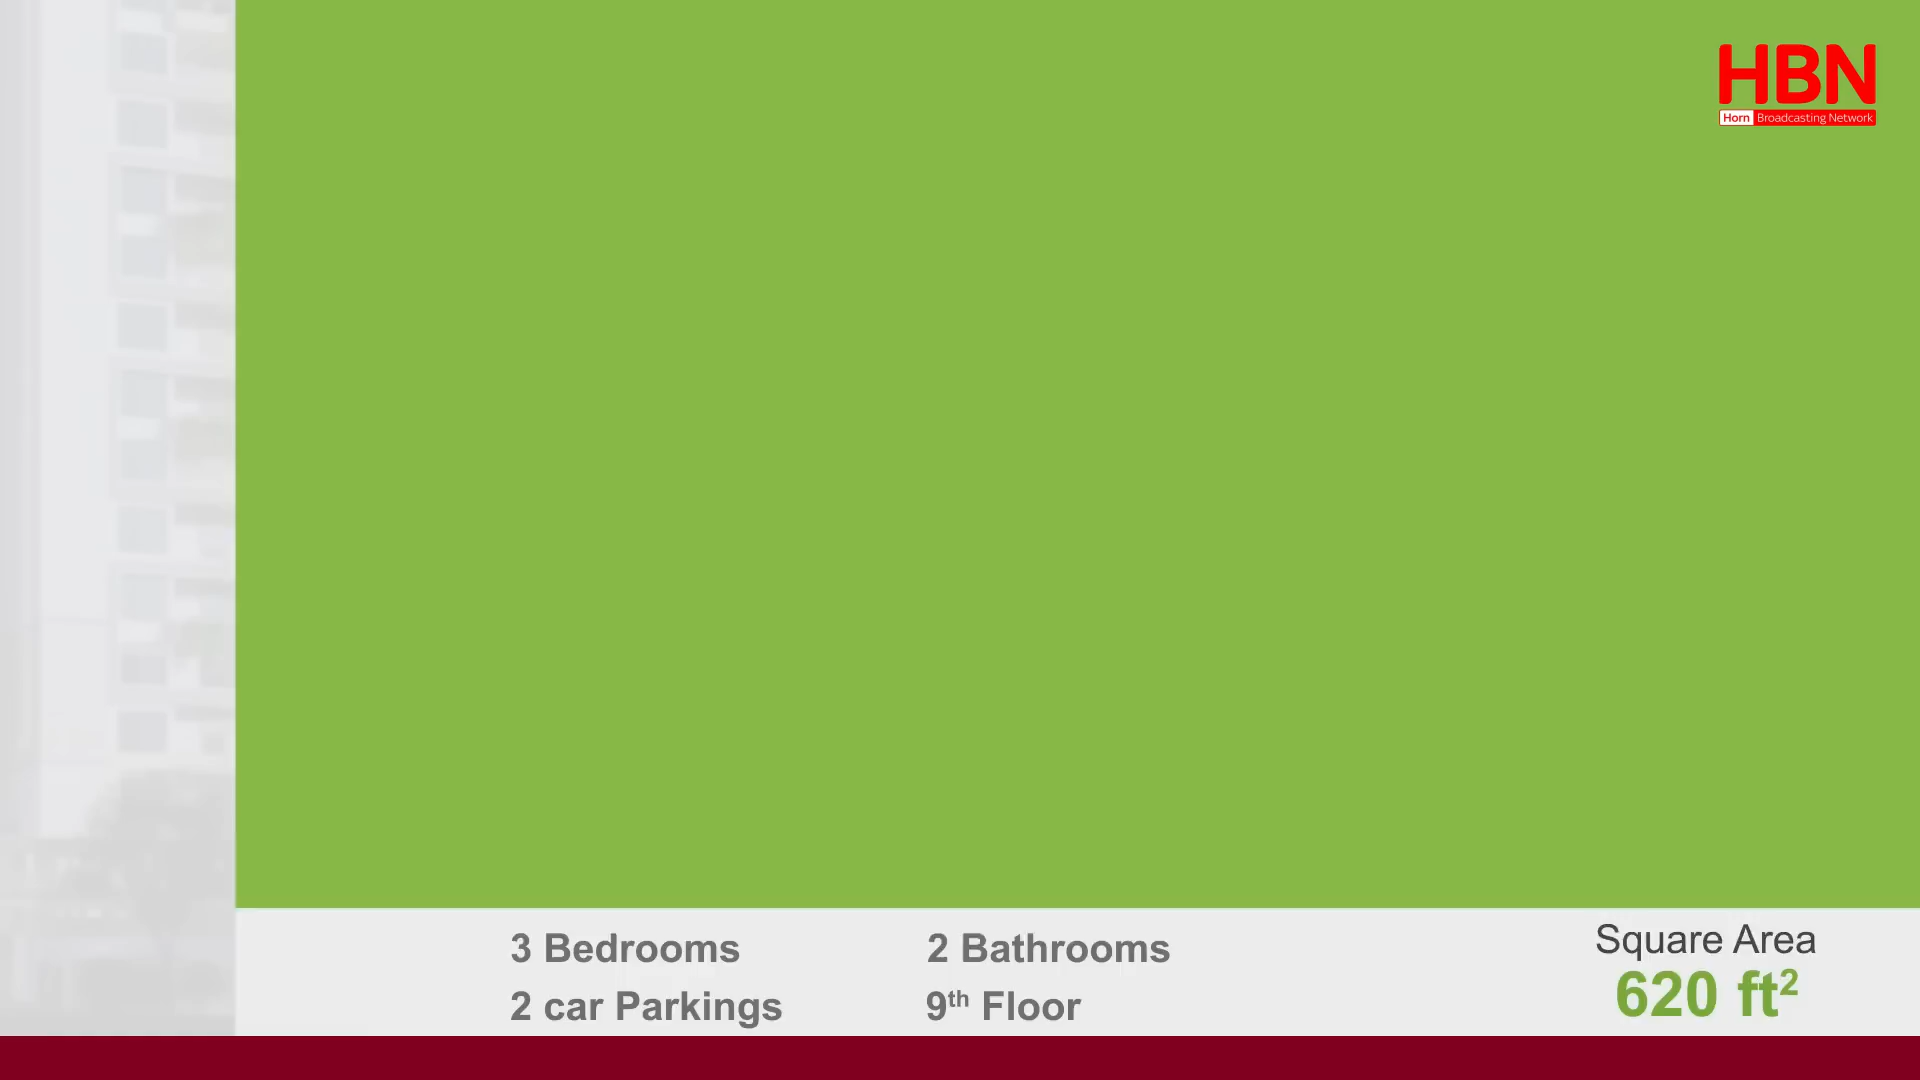 HBN
Horn Broadcasting Network
3 Bedrooms
2 Bathrooms
2 car Parkings
9th Floor
Square Area
620 ft²